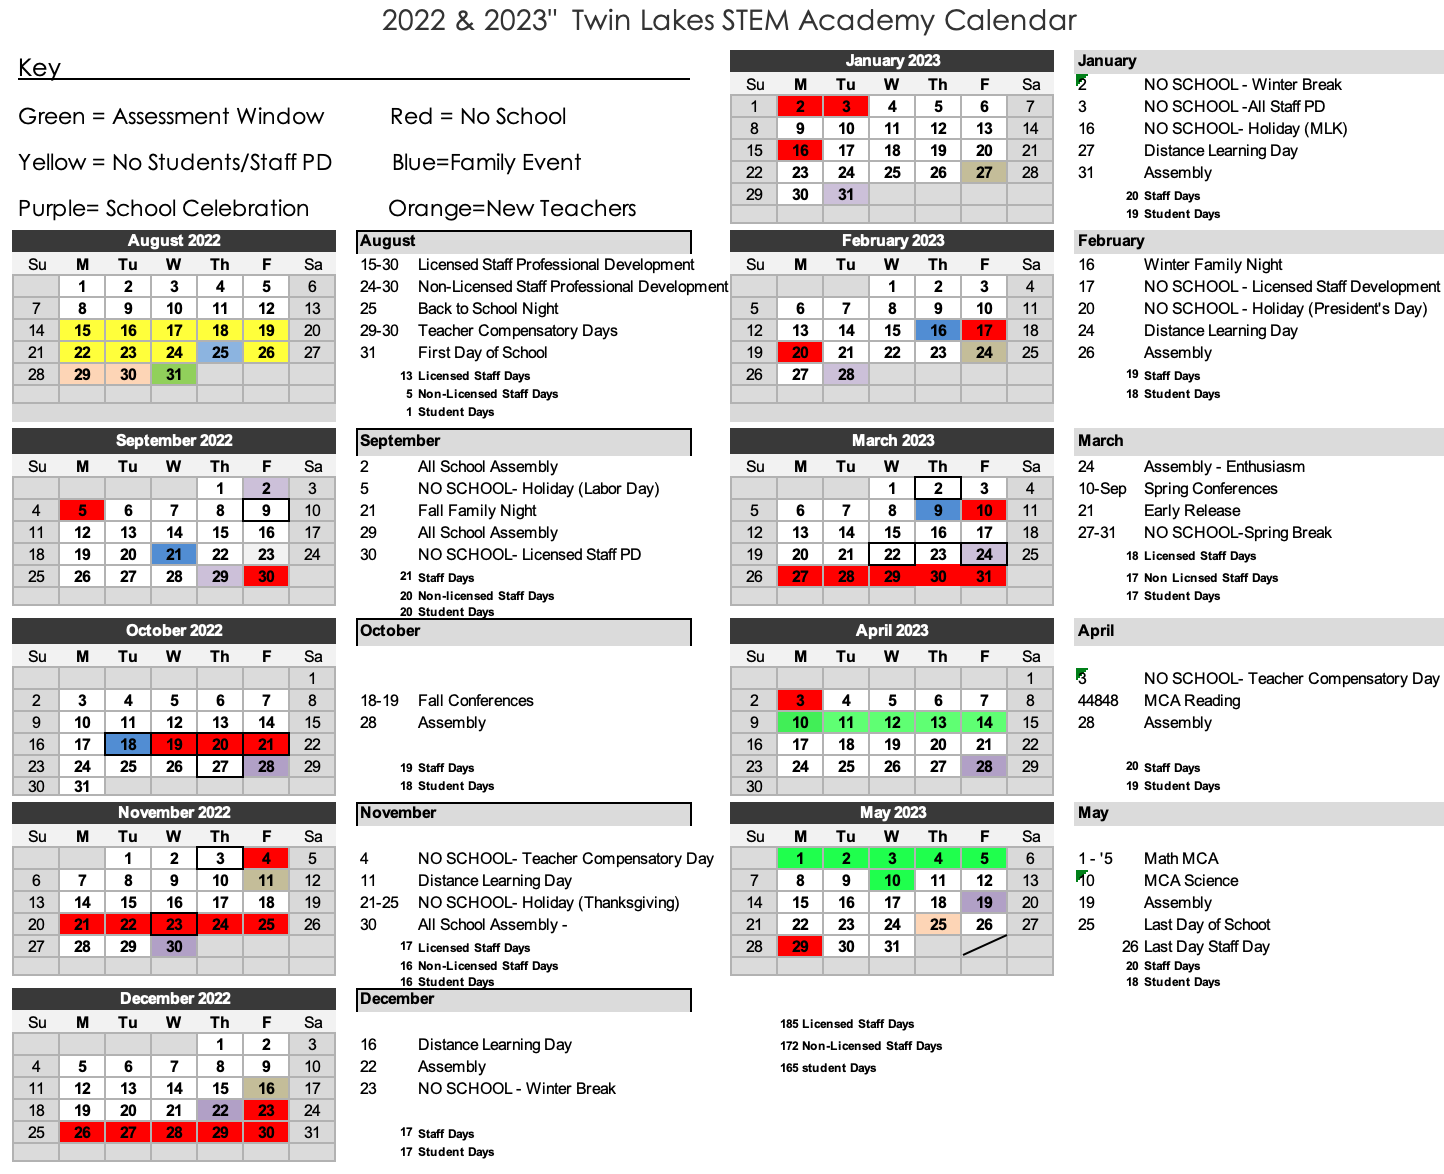 2022 & 2023"  Twin Lakes STEM Academy Calendar
Key
Green = Assessment Window Red = No School
Yellow = No Students/Staff PD Blue=Family Event
Purple= School Celebration Orange=New Teachers
August 2022
Su M Tu W Th F Sa
1 2 3 4 5 6
7 8 9 10 11 12 13
14 15 16 17 18 19 20
21 22 23 24 25 26 27
28 29 30 31
August
15-30 Licensed Staff Professional Development
24-30 Non-Licensed Staff Professional Development
25 Back to School Night
29-30 Teacher Compensatory Days
31 First Day of School
13 Licensed Staff Days
5 Non-Licensed Staff Days
1 Student Days
September 2022
Su M Tu W Th F Sa
1 2 3
4 5 6 7 8 9 10
11 12 13 14 15 16 17
18 19 20 21 22 23 24
25 26 27 28 29 30
September
2 All School Assembly
5 NO SCHOOL- Holiday (Labor Day)
21 Fall Family Night
29 All School Assembly
30 NO SCHOOL- Licensed Staff PD
21 Staff Days
20 Non-licensed Staff Days
20 Student Days
October 2022
Su M Tu W Th F Sa
1
2 3 4 5 6 7 8
9 10 11 12 13 14 15
16 17 18 19 20 21 22
23 24 25 26 27 28 29
30 31
October
18-19 Fall Conferences
28 Assembly
19 Staff Days
18 Student Days
November 2022
Su M Tu W Th F Sa
1 2 3 4 5
6 7 8 9 10 11 12
13 14 15 16 17 18 19
20 21 22 23 24 25 26
27 28 29 30
November
4 NO SCHOOL- Teacher Compensatory Day
11 Distance Learning Day
21-25 NO SCHOOL- Holiday (Thanksgiving)
30 All School Assembly -
17 Licensed Staff Days
16 Non-Licensed Staff Days
16 Student Days
December 2022
Su M Tu W Th F Sa
1 2 3
4 5 6 7 8 9 10
11 12 13 14 15 16 17
18 19 20 21 22 23 24
25 26 27 28 29 30 31
December
16 Distance Learning Day
22 Assembly
23 NO SCHOOL - Winter Break
17 Staff Days
17 Student Days
January 2023
Su M Tu W Th F Sa
1 2 3 4 5 6 7
8 9 10 11 12 13 14
15 16 17 18 19 20 21
22 23 24 25 26 27 28
29 30 31
January
2 NO SCHOOL - Winter Break
3 NO SCHOOL -All Staff PD
16 NO SCHOOL- Holiday (MLK)
27 Distance Learning Day
31 Assembly
20 Staff Days
19 Student Days
February 2023
Su M Tu W Th F Sa
1 2 3 4
5 6 7 8 9 10 11
12 13 14 15 16 17 18
19 20 21 22 23 24 25
26 27 28
February
16 Winter Family Night
17 NO SCHOOL - Licensed Staff Development
20 NO SCHOOL - Holiday (President's Day)
24 Distance Learning Day
26 Assembly
19 Staff Days
18 Student Days
March 2023
Su M Tu W Th F Sa
1 2 3 4
5 6 7 8 9 10 11
12 13 14 15 16 17 18
19 20 21 22 23 24 25
26 27 28 29 30 31
March
24 Assembly - Enthusiasm
10-Sep Spring Conferences
21 Early Release
27-31 NO SCHOOL-Spring Break
18 Licensed Staff Days
17 Non Licnsed Staff Days
17 Student Days
April 2023
Su M Tu W Th F Sa
1
2 3 4 5 6 7 8
9 10 11 12 13 14 15
16 17 18 19 20 21 22
23 24 25 26 27 28 29
30
April
3 NO SCHOOL- Teacher Compensatory Day
44848 MCA Reading
28 Assembly
20 Staff Days
19 Student Days
May 2023
Su M Tu W Th F Sa
1 2 3 4 5 6
7 8 9 10 11 12 13
14 15 16 17 18 19 20
21 22 23 24 25 26 27
28 29 30 31
May
1 - '5 Math MCA
10 MCA Science
19 Assembly
25 Last Day of Schoot
26 Last Day Staff Day
20 Staff Days
18 Student Days
185 Licensed Staff Days
172 Non-Licensed Staff Days
165 student Days